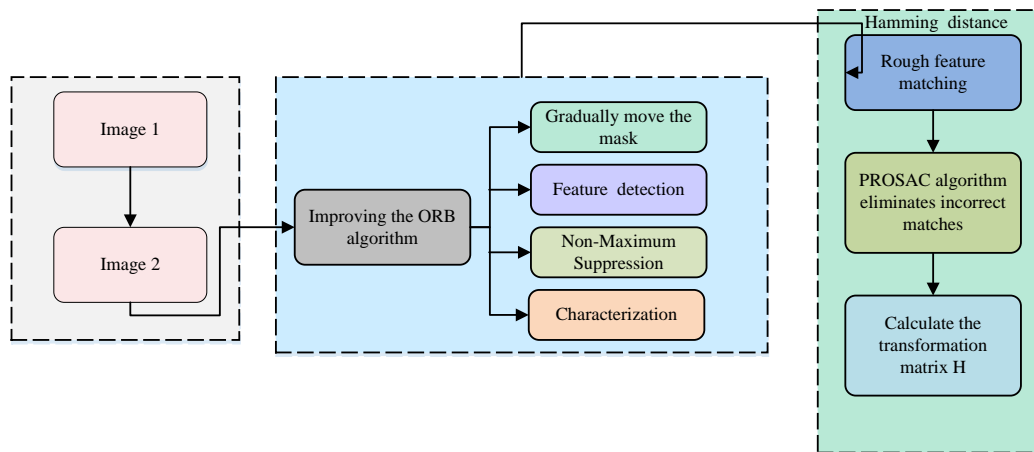 Image 1
Image 2
Improving the ORB
algorithm
Gradually move the
mask
Feature detection
Non-Maximum
Suppression
Characterization
Hamming distance
Rough feature
matching
PROSAC algorithm
eliminates incorrect
matches
Calculate the
transformation
matrix H